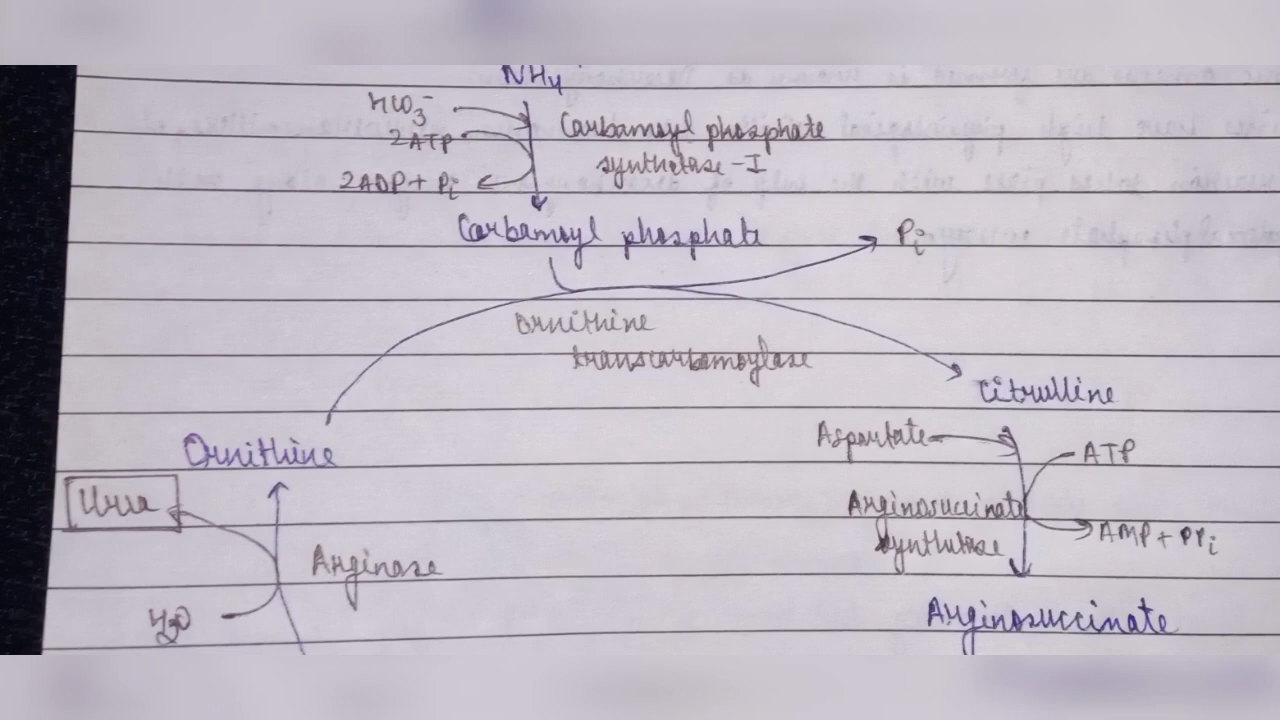 NH4
HCO3-
2ATP
Carbamoyl phosphate
synthetase-I
2ADP + Pi
Carbamoyl phosphate
Pi
Ornithine
transcarbamoylase
Citrulline
Ornithine
Aspartate
ATP
Urea
Arginosuccinate
synthetase
AMP + PPi
Arginase
H2O
Arginosuccinate